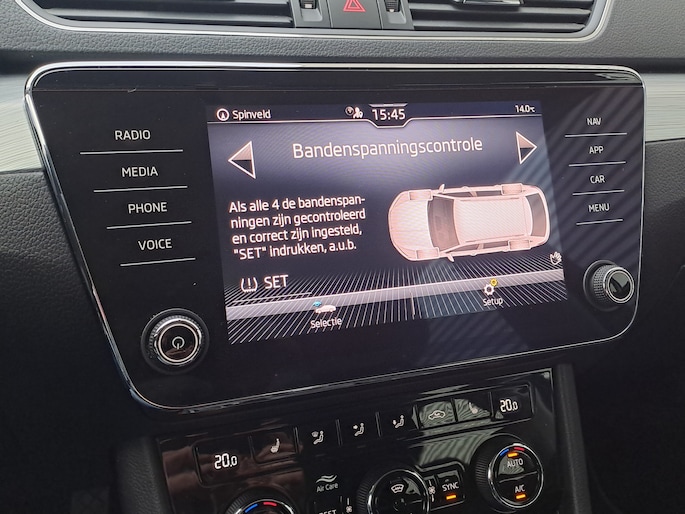 Spinveld
15:45
14.0°C
RADIO
MEDIA
PHONE
VOICE
NAV
APP
CAR
MENU
Bandenspanningscontrole
Als alle 4 de bandenspan-
ningen zijn gecontroleerd
en correct zijn ingesteld,
"SET" indrukken, a.u.b.
SET
Selectie
Setup
20.0
20.0
Air Care
SYNC
AUTO
A/C